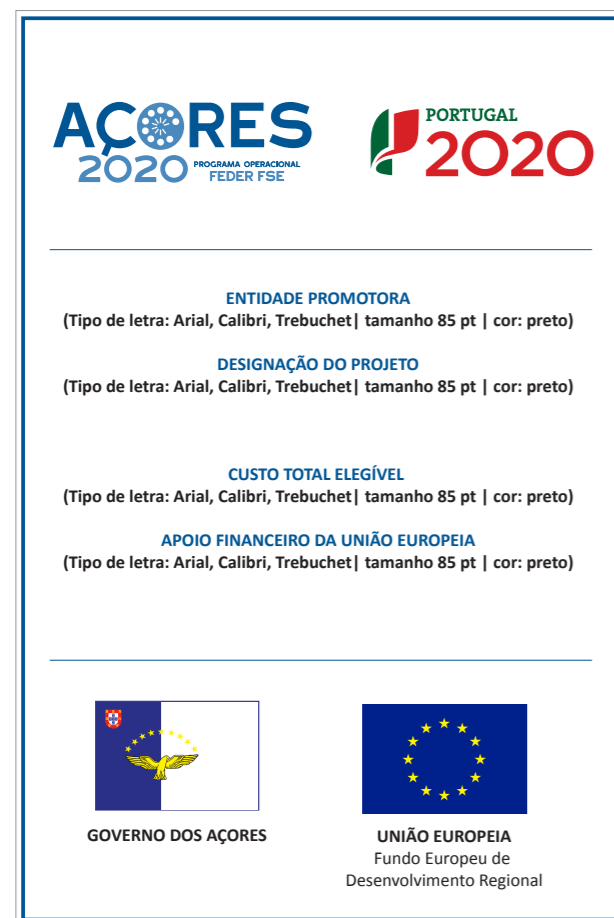 AÇORES
2020
PROGRAMA OPERACIONAL
FEDER FSE
PORTUGAL
2020
ENTIDADE PROMOTORA
(Tipo de letra: Arial, Calibri, Trebuchet| tamanho 85 pt | cor: preto)
DESIGNAÇÃO DO PROJETO
(Tipo de letra: Arial, Calibri, Trebuchet| tamanho 85 pt | cor: preto)
CUSTO TOTAL ELEGÍVEL
(Tipo de letra: Arial, Calibri, Trebuchet| tamanho 85 pt | cor: preto)
APOIO FINANCEIRO DA UNIÃO EUROPEIA
(Tipo de letra: Arial, Calibri, Trebuchet| tamanho 85 pt | cor: preto)
GOVERNO DOS AÇORES
UNIÃO EUROPEIA
Fundo Europeu de
Desenvolvimento Regional